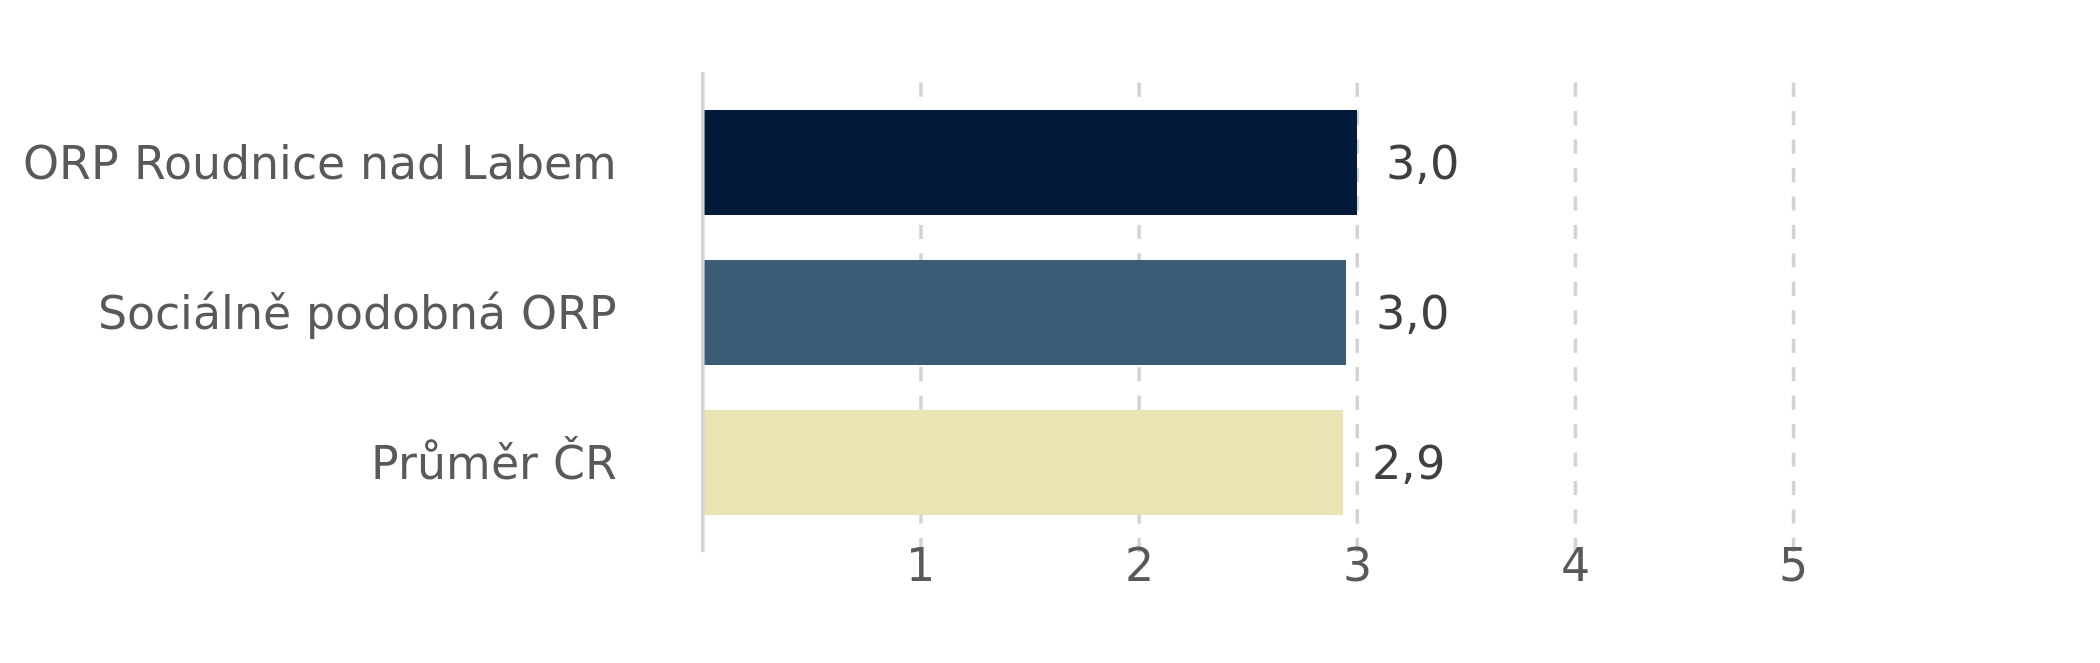 ORP Roudnice nad Labem 3,0
Sociálně podobná ORP 3,0
Průměr ČR 2,9
1 2 3 4 5